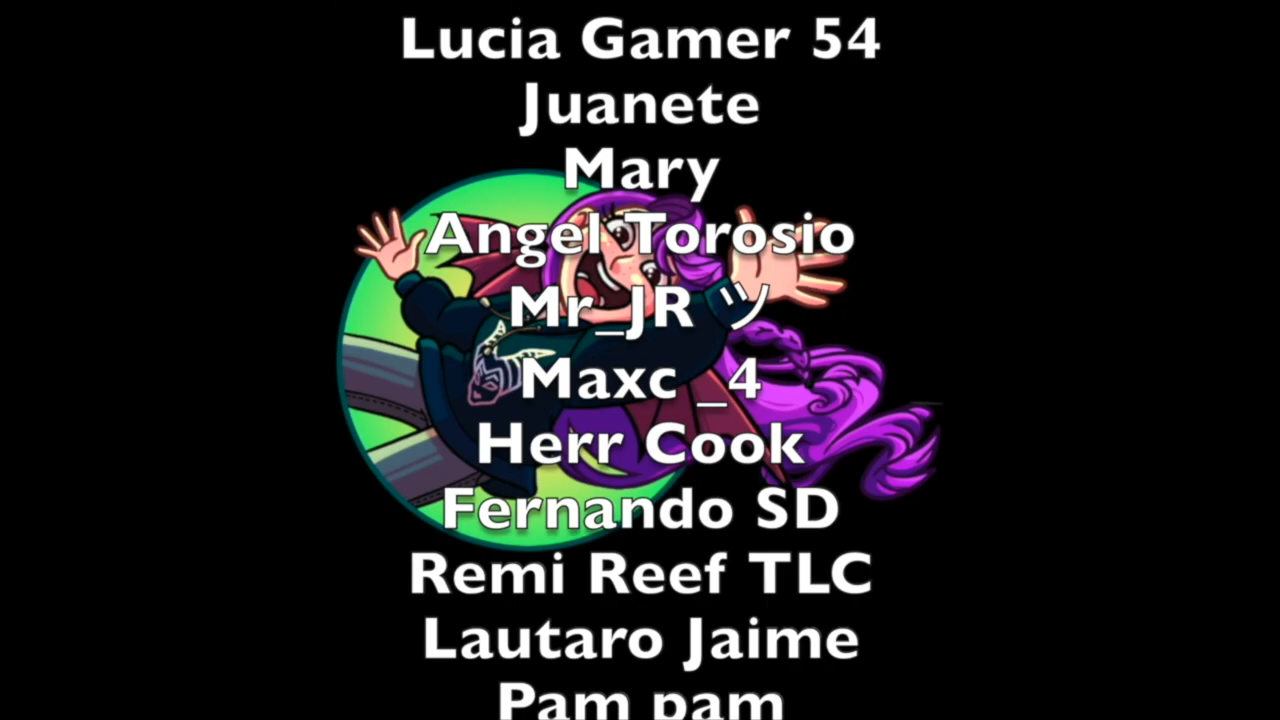 Lucia Gamer 54
Juanete
Mary
Angel Torosio
Mr_JR ツ
Maxc _4
Herr Cook
Fernando SD
Remi Reef TLC
Lautaro Jaime
Pam pam